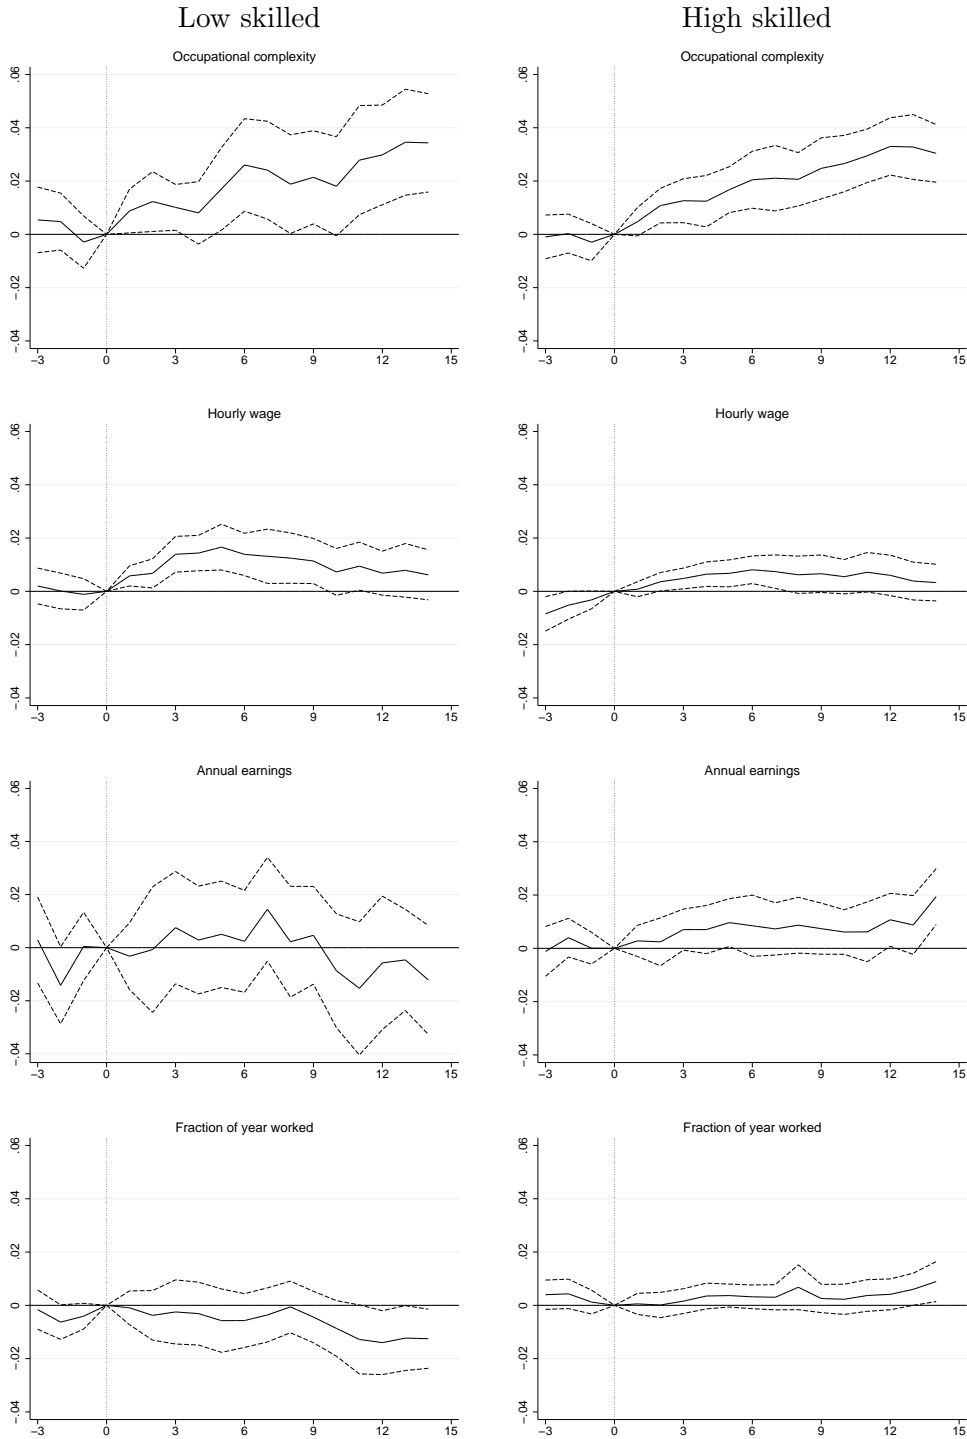 Low skilled High skilled
Occupational complexity Occupational complexity
.06 .06
.04 .04
.02 .02
0 0
−.02 −.02
−.04 −.04
−3 0 3 6 9 12 15 −3 0 3 6 9 12 15
Hourly wage Hourly wage
.06 .06
.04 .04
.02 .02
0 0
−.02 −.02
−.04 −.04
−3 0 3 6 9 12 15 −3 0 3 6 9 12 15
Annual earnings Annual earnings
.06 .06
.04 .04
.02 .02
0 0
−.02 −.02
−.04 −.04
−3 0 3 6 9 12 15 −3 0 3 6 9 12 15
Fraction of year worked Fraction of year worked
.06 .06
.04 .04
.02 .02
0 0
−.02 −.02
−.04 −.04
−3 0 3 6 9 12 15 −3 0 3 6 9 12 15